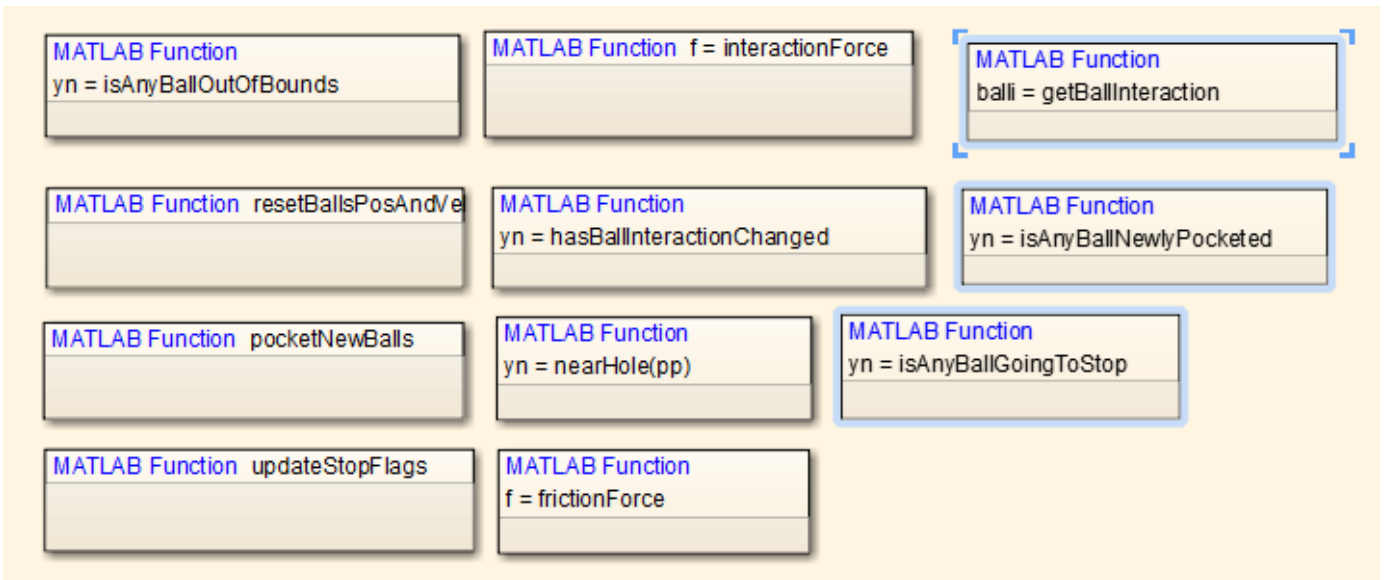 MATLAB Function
yn = isAnyBallOutOfBounds
MATLAB Function f = interactionForce
MATLAB Function
balli = getBallInteraction
MATLAB Function resetBallsPosAndVel
MATLAB Function
yn = hasBallInteractionChanged
MATLAB Function
yn = isAnyBallNewlyPocketed
MATLAB Function pocketNewBalls
MATLAB Function
yn = nearHole(pp)
MATLAB Function
yn = isAnyBallGoingToStop
MATLAB Function updateStopFlags
MATLAB Function
f = frictionForce